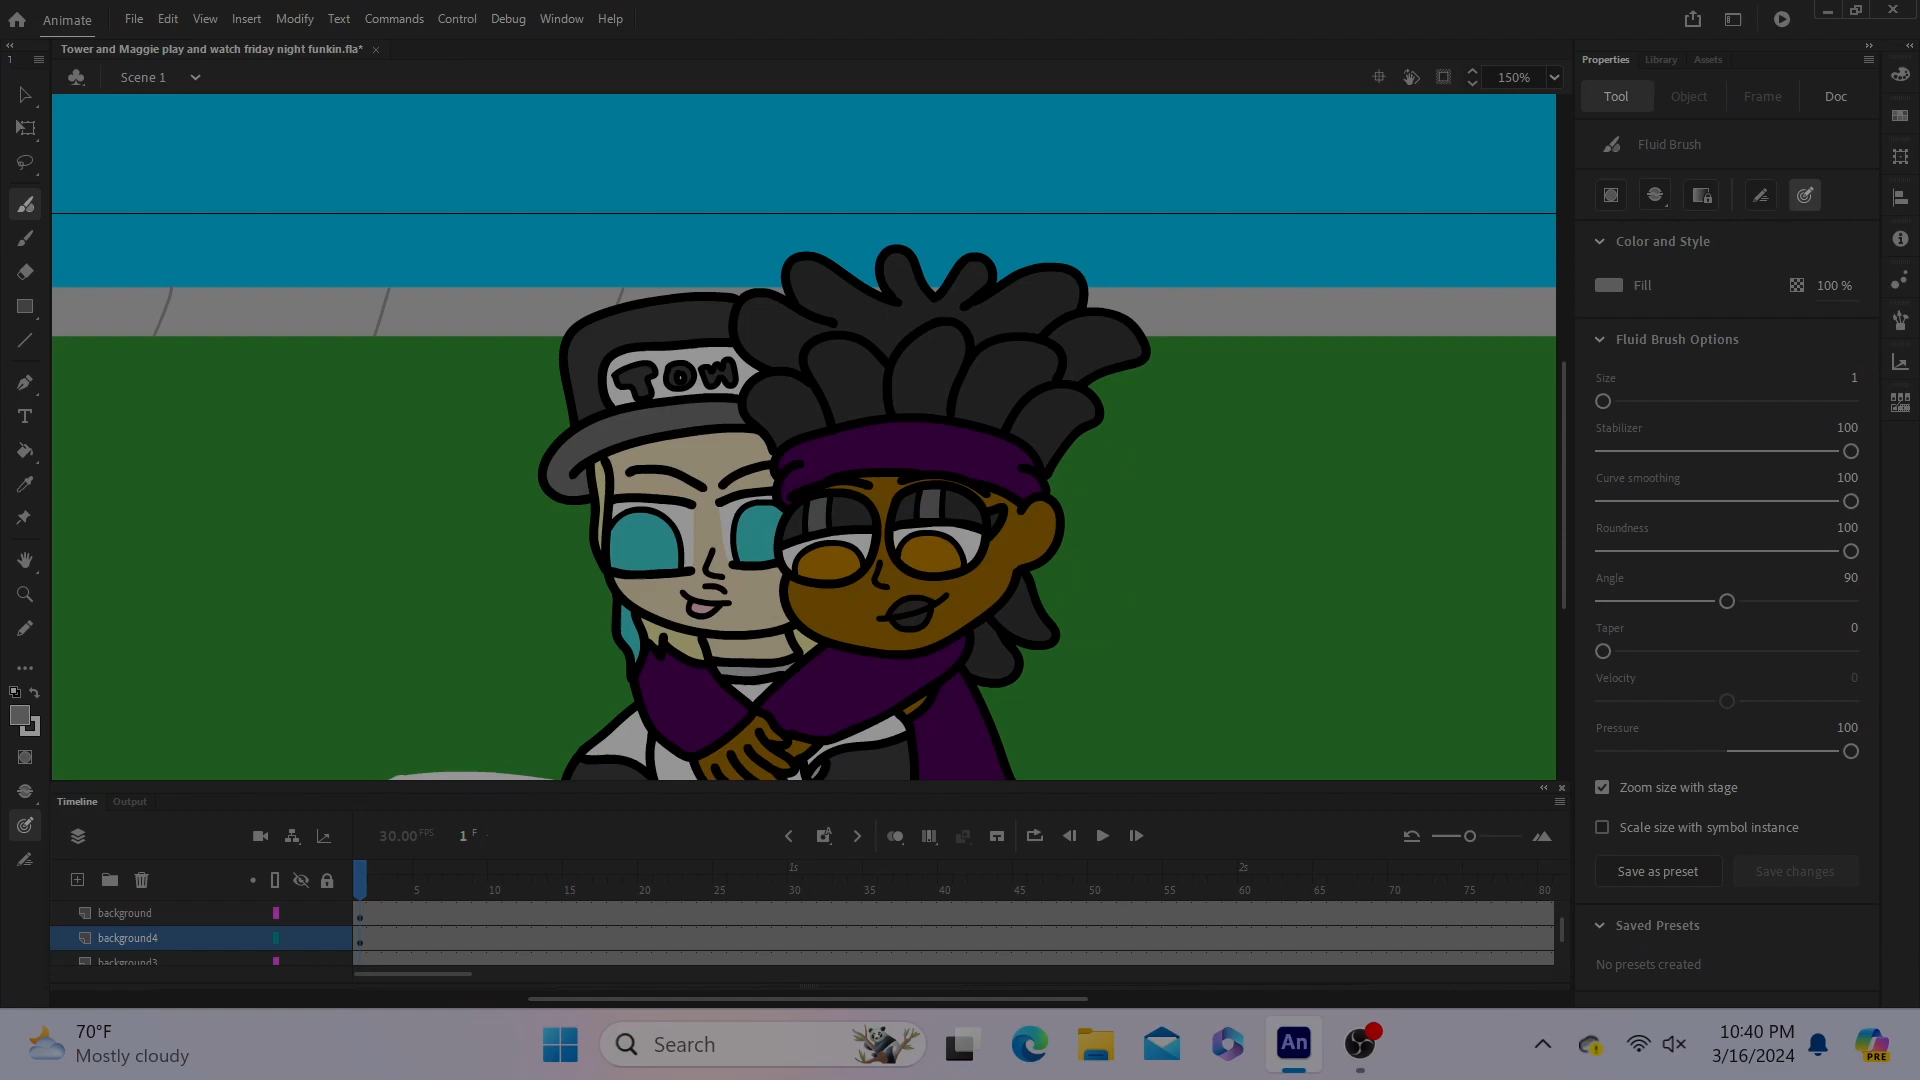 Animate File Edit View Insert Modify Text Commands Control Debug Window Help
Tower and Maggie play and watch friday night funkin.fla*
1
Scene 1
150%
Properties Library Assets
Tool Object Frame Doc
Fluid Brush
Color and Style
Fill 100 %
Fluid Brush Options
Size 1
Stabilizer 100
Curve smoothing 100
Roundness 100
Angle 90
Taper 0
Velocity 0
Pressure 100
Zoom size with stage
Scale size with symbol instance
Save as preset Save changes
Saved Presets
No presets created
TOW
Timeline Output
30.00 FPS 1 F
1s 2s
5 10 15 20 25 30 35 40 45 50 55 60 65 70 75 80
background
background4
background3
70°F
Mostly cloudy
Search
An
10:40 PM
3/16/2024
PRE